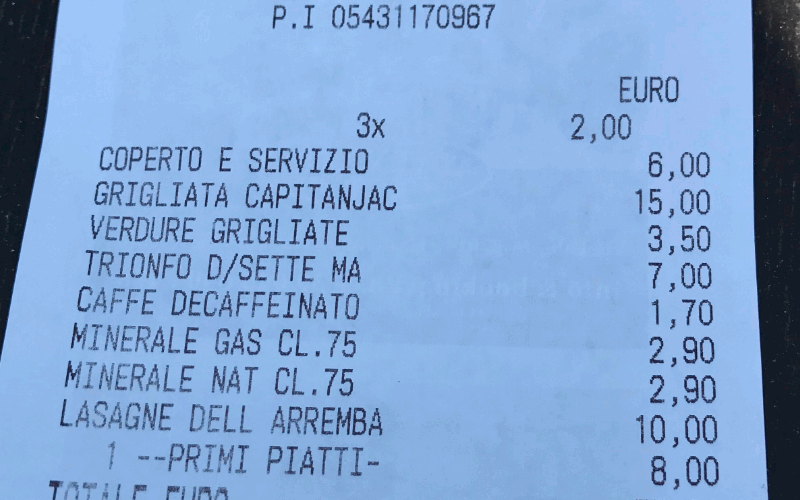 P.I 05431170967
EURO
3x 2,00
COPERTO E SERVIZIO 6,00
GRIGLIATA CAPITANJAC 15,00
VERDURE GRIGLIATE 3,50
TRIONFO D/SETTE MA 7,00
CAFFE DECAFFEINATO 1,70
MINERALE GAS CL.75 2,90
MINERALE NAT CL.75 2,90
LASAGNE DELL ARREMBA 10,00
1 --PRIMI PIATTI- 8,00
TOTALE EURO